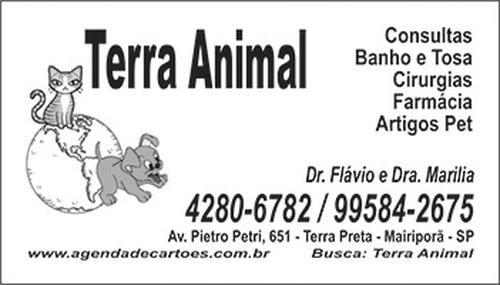 Terra Animal
Consultas
Banho e Tosa
Cirurgias
Farmácia
Artigos Pet
Dr. Flávio e Dra. Marilia
4280-6782 / 99584-2675
Av. Pietro Petri, 651 - Terra Preta - Mairiporã - SP
www.agendadecartoes.com.br Busca: Terra Animal